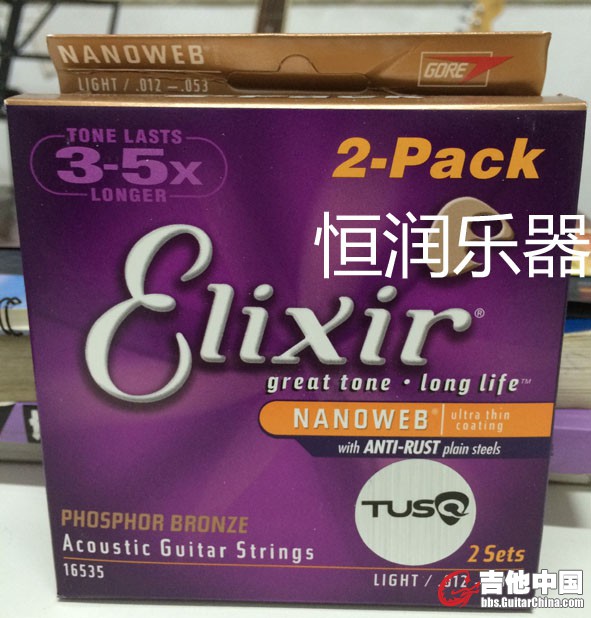 NANOWEB®
LIGHT / .012 – .053
GORE
TONE LASTS
3-5x
LONGER
2-Pack
恒润乐器
Elixir®
great tone · long life™
NANOWEB® ultra thin coating
with ANTI-RUST plain steels
TUSQ
PHOSPHOR BRONZE
Acoustic Guitar Strings
2 Sets
16535
LIGHT / .012
吉他中国
bbs.GuitarChina.com